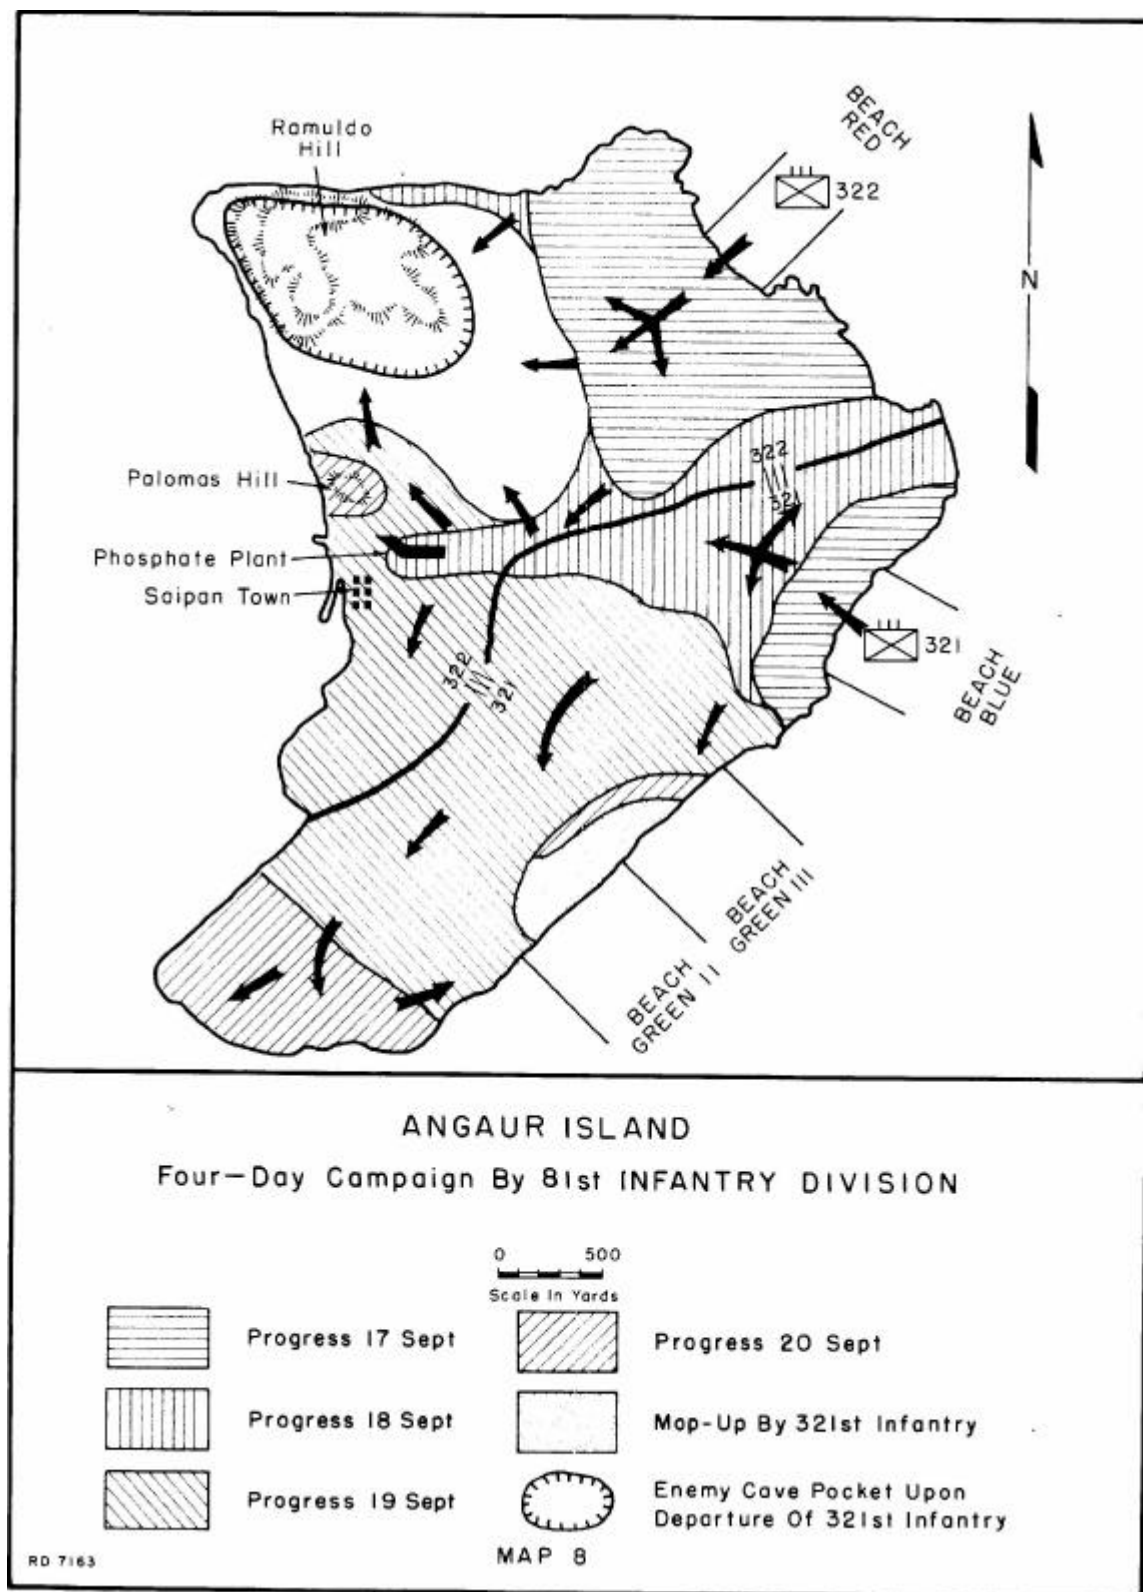 Ramuldo
Hill
BEACH
RED
322
N
322
321
Palomas Hill
Phosphate Plant
Saipan Town
321
322
321
BEACH
BLUE
BEACH
GREEN III
BEACH
GREEN II
ANGAUR ISLAND
Four-Day Campaign By 81st INFANTRY DIVISION
0 500
Scale In Yards
Progress 17 Sept
Progress 20 Sept
Progress 18 Sept
Mop-Up By 321st Infantry
Progress 19 Sept
Enemy Cave Pocket Upon
Departure Of 321st Infantry
RD 7163
MAP 8